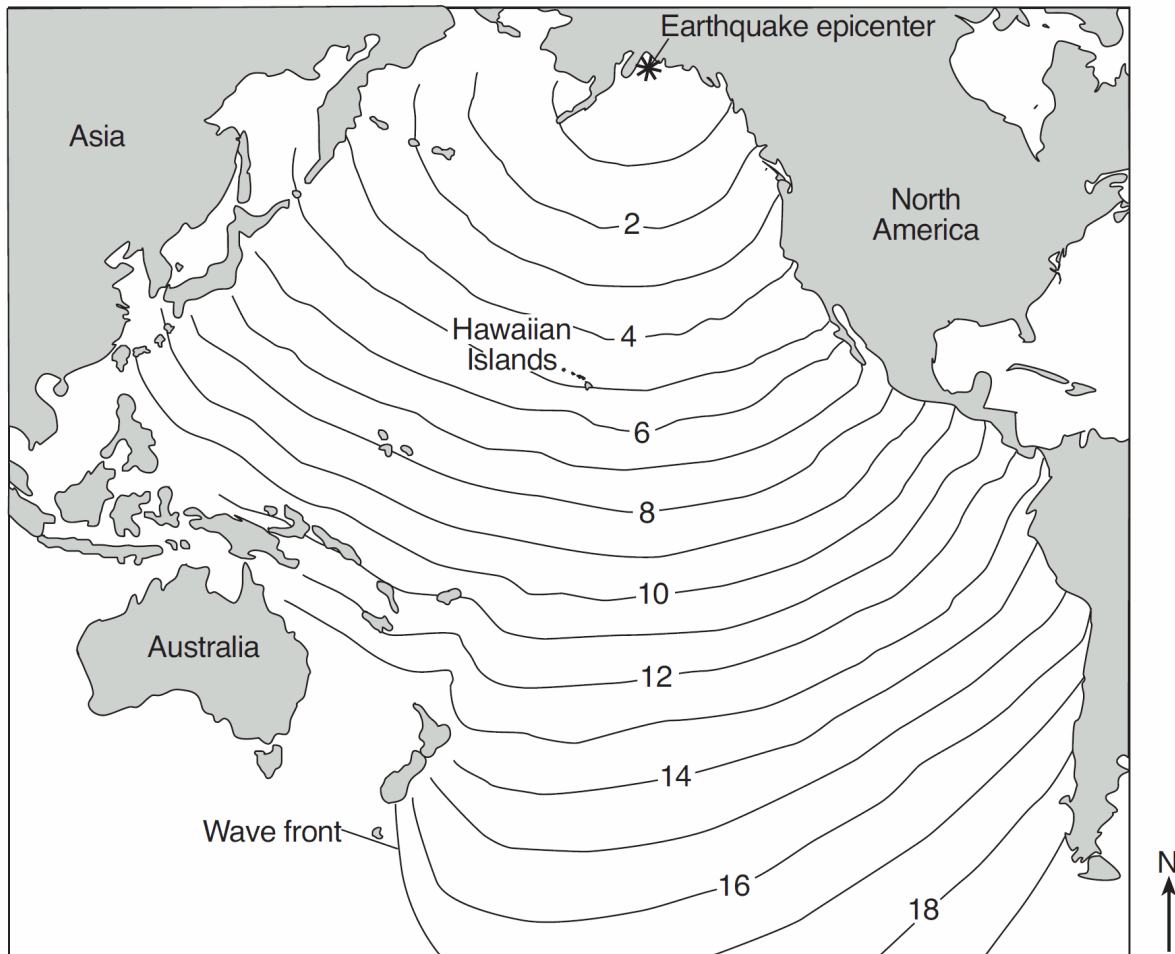 Earthquake epicenter
Asia
North
America
2
4
Hawaiian
Islands
6
8
10
Australia
12
14
Wave front
16
18
N